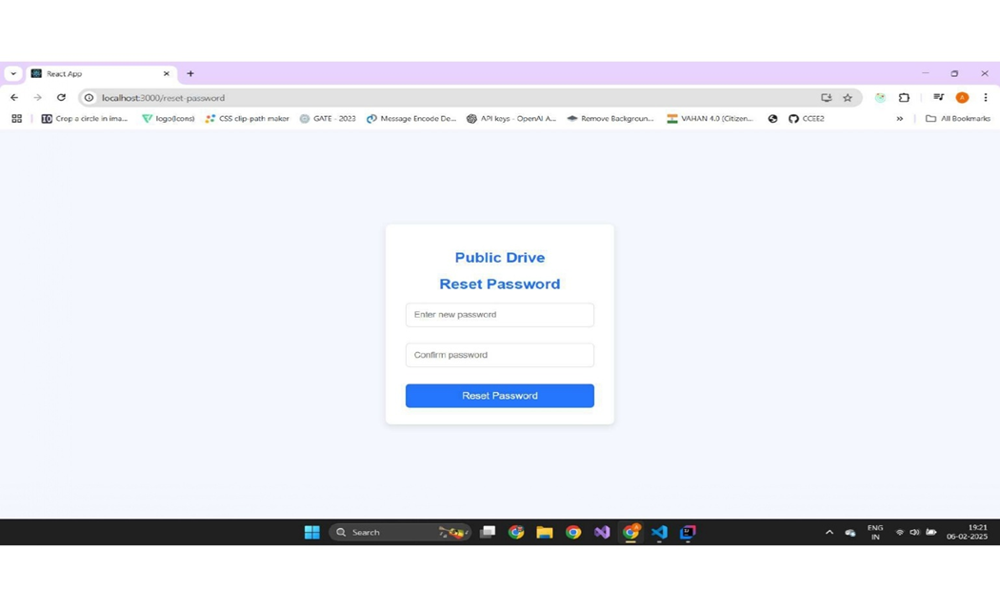 React App
localhost:3000/reset-password
Crop a circle in ima... logo(Icons) CSS clip-path maker GATE - 2023 Message Encode De... API keys - OpenAI A... Remove Backgroun... VAHAN 4.0 (Citizen... CCEE2 All Bookmarks
Public Drive
Reset Password
Enter new password
Confirm password
Reset Password
Search
ENG
IN
19:21
06-02-2025